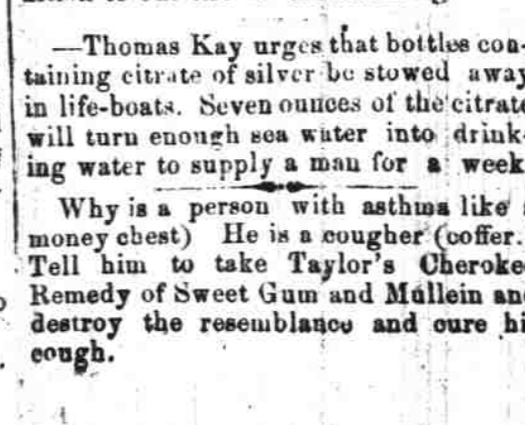 —Thomas Kay urges that bottles con-
taining citrate of silver be stowed away
in life-boats. Seven ounces of the citrate
will turn enough sea water into drink-
ing water to supply a man for a week
Why is a person with asthma like
money chest) He is a cougher (coffer.
Tell him to take Taylor's Cherokee
Remedy of Sweet Gum and Mullein and
destroy the resemblance and cure hi
cough.